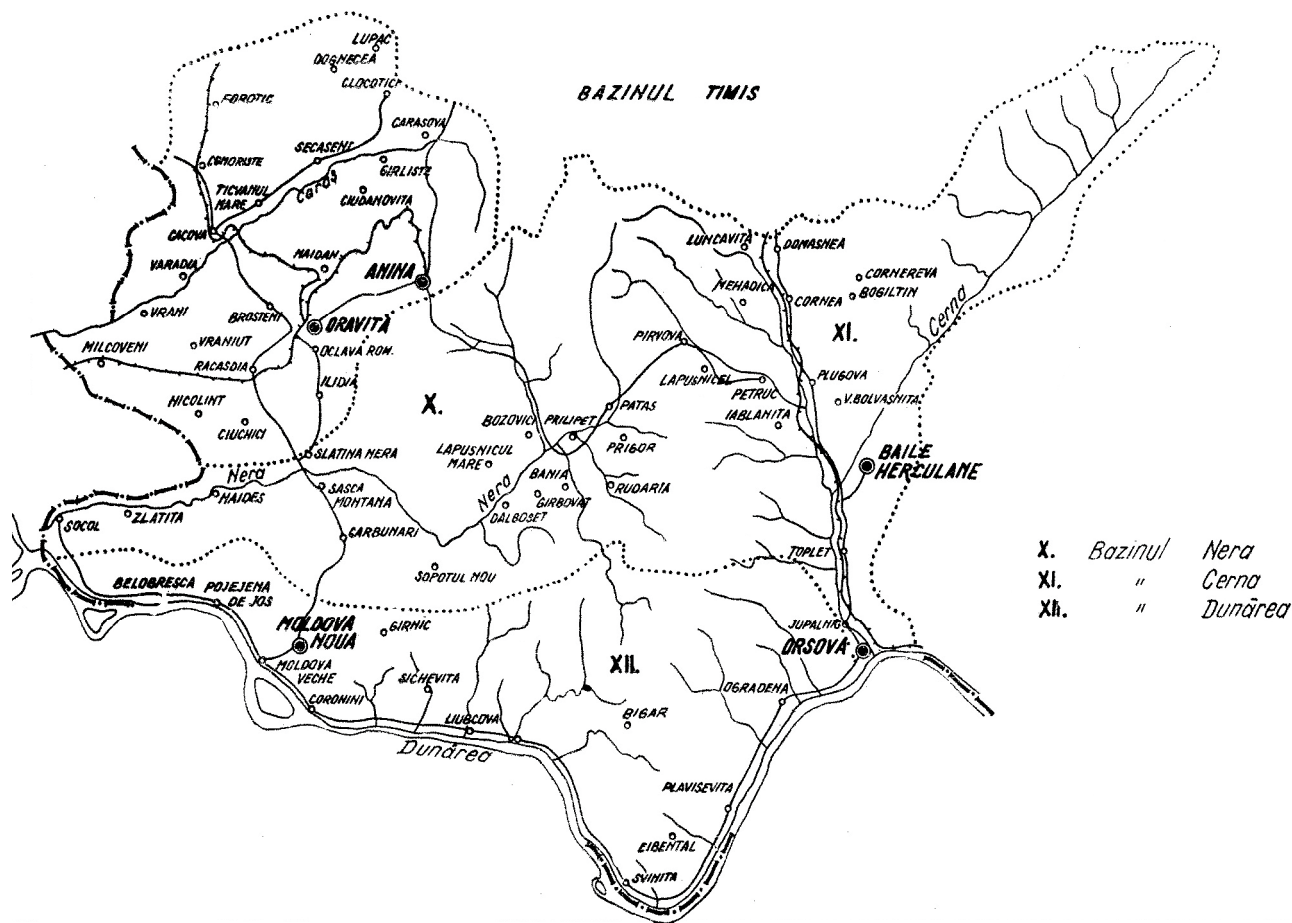 LUPAC
DOGNECEA
CLOCOTICI
BAZINUL TIMIS
FOROTIC
CARASOVA
SECASENI
COMORISTE
GIRLISTE
TICVANUL
MARE
Caraș
CIUDANOVITA
GACOVA
MAIDAN
LUNCAVITA
DOMASNEA
VARADIA
ANINA
CORNEREVA
MEHADICA
CORNEA
BOGILTIN
Cerna
VRANI
BROSTENI
ORAVITA
XI.
VRANIUT
OCLAVA ROM.
PIRVOVA
MILCOVENI
RACASDIA
LAPUSNICEL
PLUGOVA
ILIDIA
PETRUC
V.BOLVASNITA
NICOLINT
X.
PATAS
IABLANITA
CIUCHICI
BOZOVICI
PRILIPET
PRIGOR
SLATINA NERA
LAPUSNICUL
MARE
BAILE
HERCULANE
Nera
SASCA
MONTANA
Nera
BANIA
RUDARIA
NAIDES
GIRBOVAT
ZLATITA
DALBOSET
SOCOL
CARBUNARI
TOPLET
X. Bazinul Nera
SOPOTUL NOU
XI. " Cerna
BELOBRESCA
POJEJENA
DE JOS
XII. " Dunărea
MOLDOVA
NOUA
GIRNIC
JUPALNIC
ORSOVA
XII.
MOLDOVA
VECHE
SICHEVITA
OGRADENA
CORONINI
LIUBCOVA
BIGAR
Dunărea
PLAVISEVITA
EIBENTAL
SVINITA